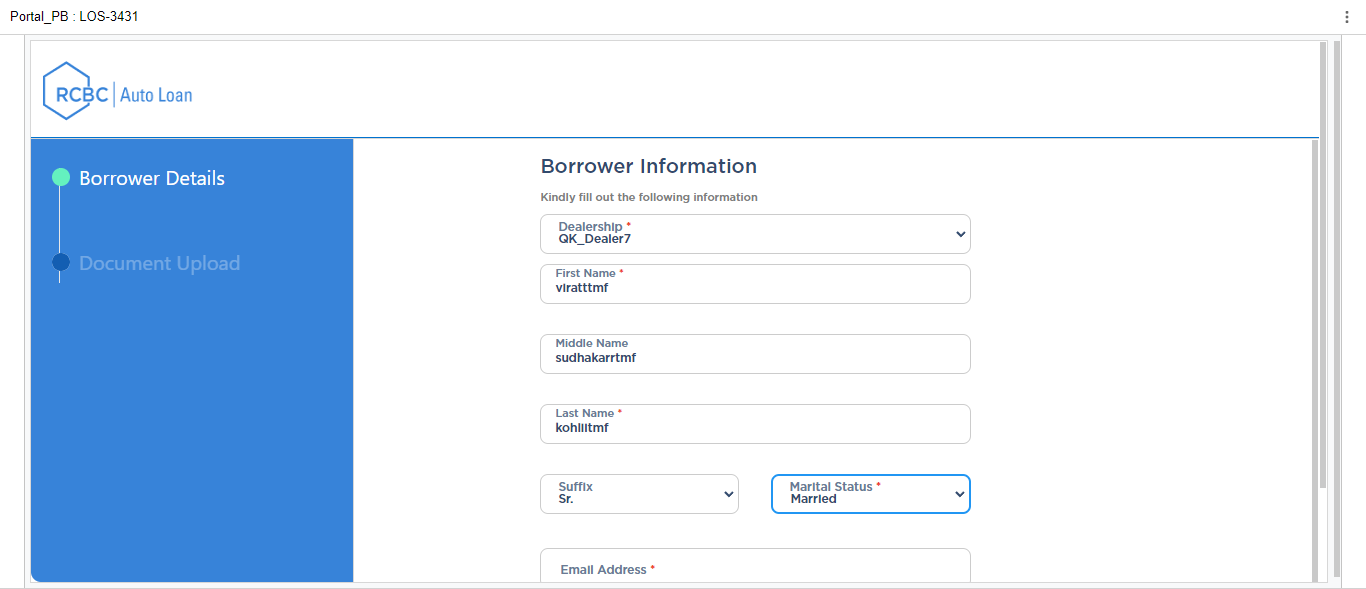 Portal_PB : LOS-3431
RCBC | Auto Loan
Borrower Details
Document Upload
Borrower Information
Kindly fill out the following information
Dealership *
QK_Dealer7
First Name *
viratttmf
Middle Name
sudhakarrtmf
Last Name *
kohliitmf
Suffix
Sr.
Marital Status *
Married
Email Address *